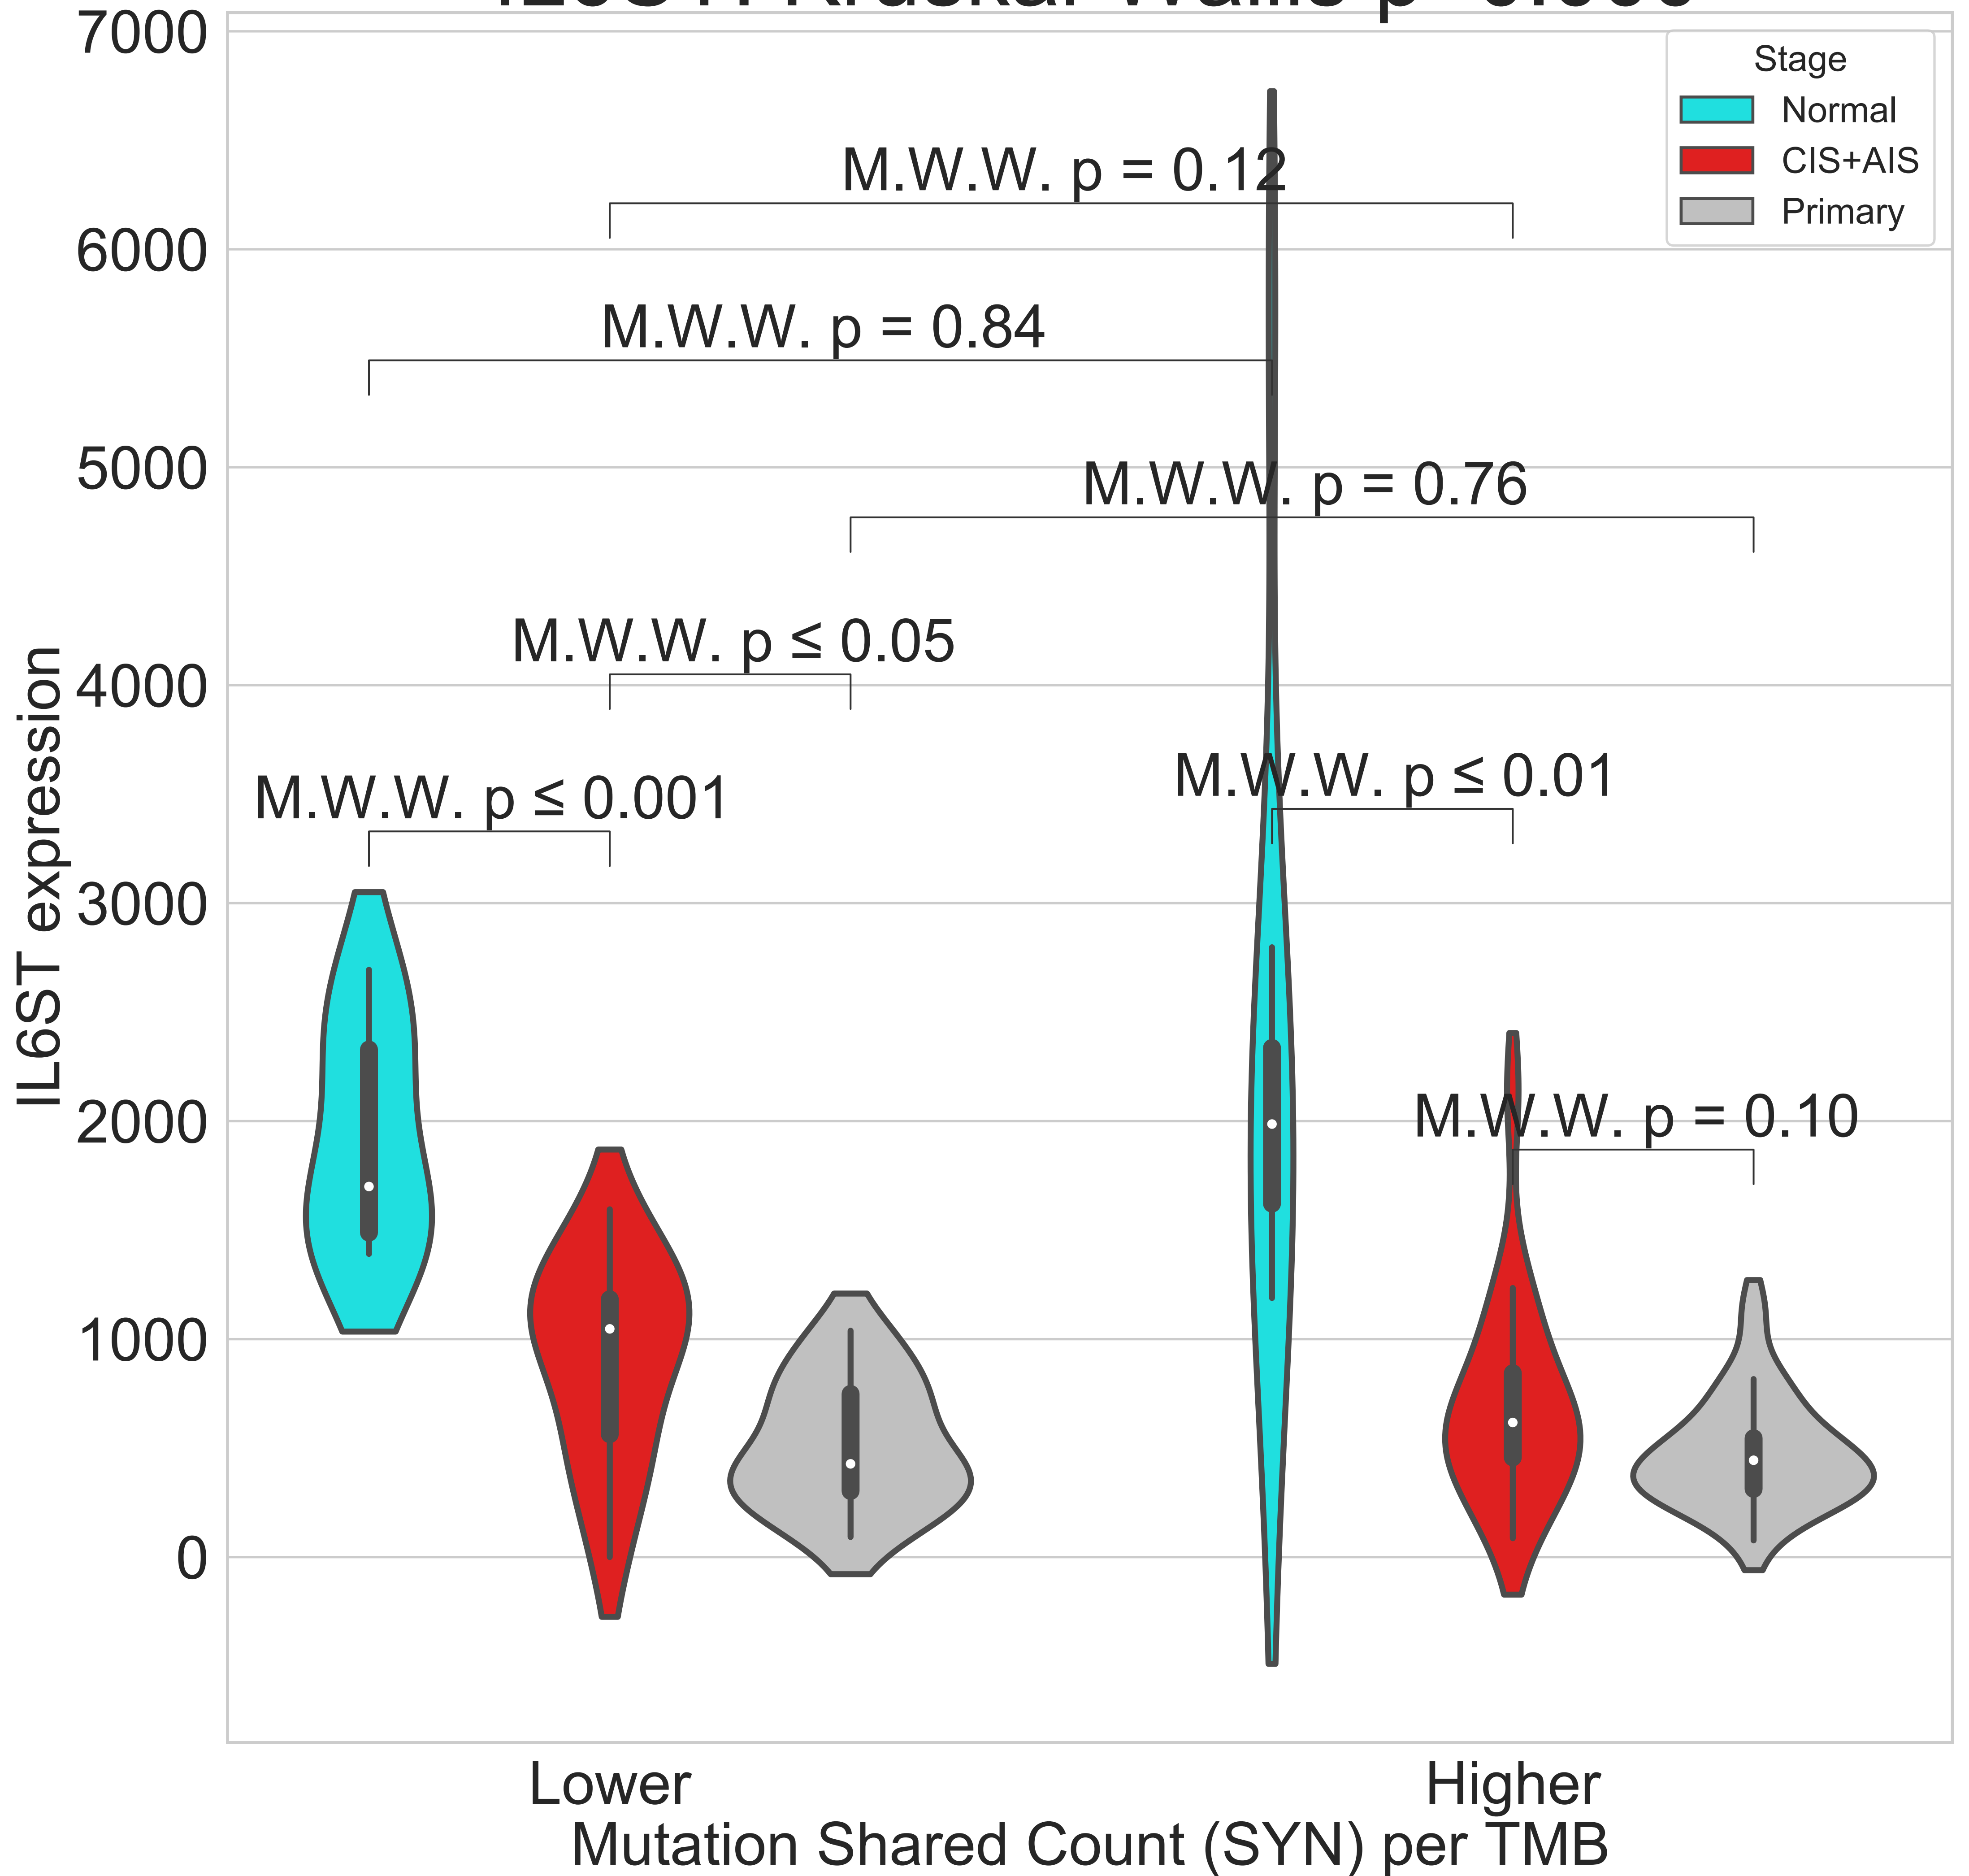 7000
6000
5000
4000
3000
2000
1000
0
IL6ST expression
Stage
Normal
CIS+AIS
Primary
M.W.W. p = 0.12
M.W.W. p = 0.84
M.W.W. p = 0.76
M.W.W. p ≤ 0.05
M.W.W. p ≤ 0.001
M.W.W. p ≤ 0.01
M.W.W. p = 0.10
Lower
Higher
Mutation Shared Count (SYN) per TMB